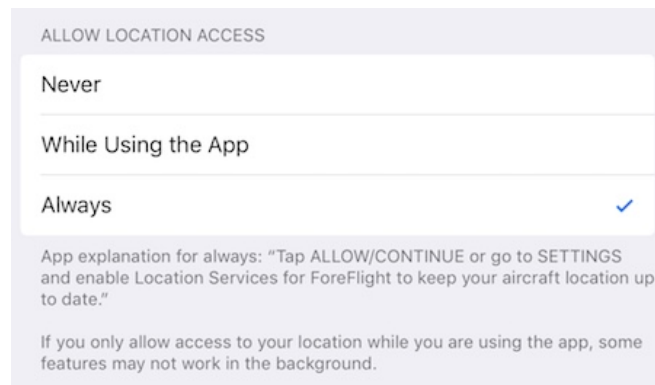 ALLOW LOCATION ACCESS
Never
While Using the App
Always
App explanation for always: “Tap ALLOW/CONTINUE or go to SETTINGS
and enable Location Services for ForeFlight to keep your aircraft location up
to date.”
If you only allow access to your location while you are using the app, some
features may not work in the background.